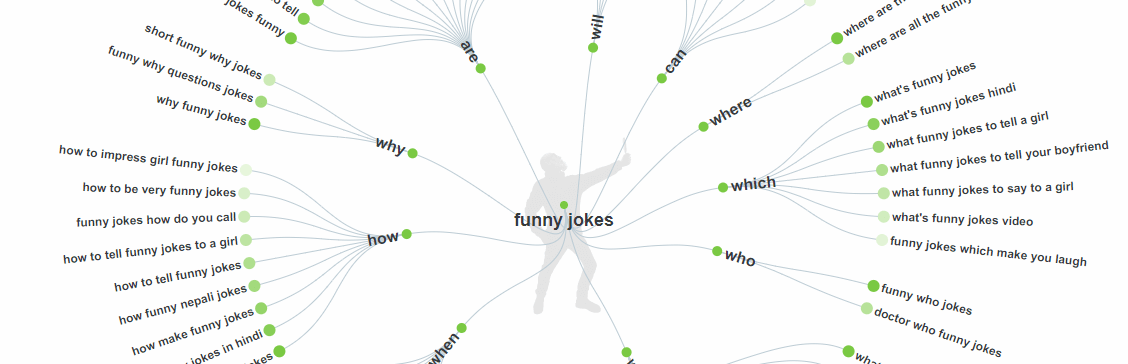 to tell
jokes funny
are
short funny why jokes
funny why questions jokes
why funny jokes
why
how to impress girl funny jokes
how to be very funny jokes
funny jokes how do you call
how to tell funny jokes to a girl
how to tell funny jokes
how funny nepali jokes
how make funny jokes
jokes in hindi
how
when
funny jokes
will
can
where
where are
where are all the funny
which
what's funny jokes
what's funny jokes hindi
what funny jokes to tell a girl
what funny jokes to tell your boyfriend
what funny jokes to say to a girl
what's funny jokes video
funny jokes which make you laugh
who
funny who jokes
doctor who funny jokes